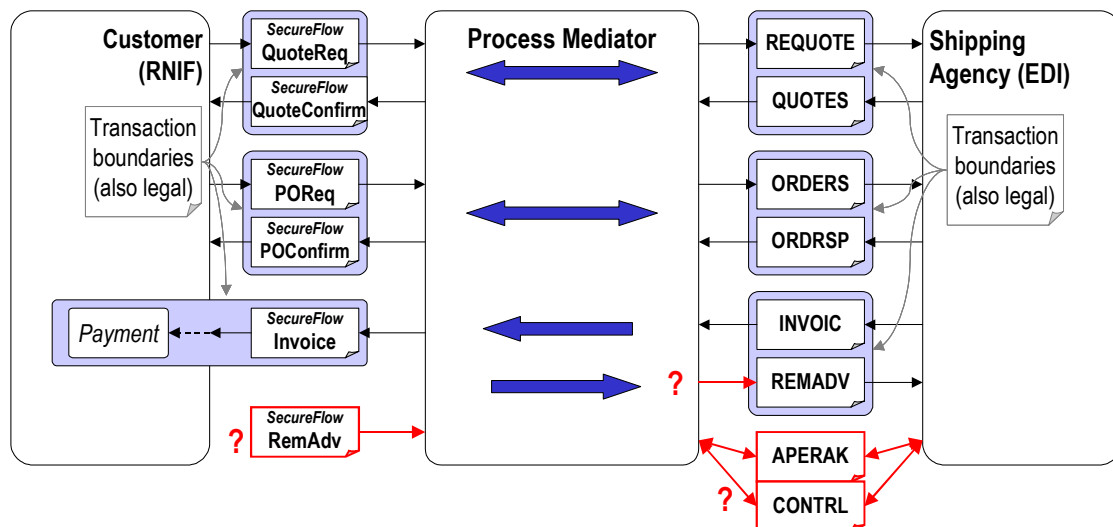 Customer
(RNIF)
Transaction
boundaries
(also legal)
SecureFlow
QuoteReq
SecureFlow
QuoteConfirm
SecureFlow
POReq
SecureFlow
POConfirm
Payment
SecureFlow
Invoice
?
SecureFlow
RemAdv
Process Mediator
REQUOTE
QUOTES
ORDERS
ORDRSP
INVOIC
?
REMADV
APERAK
?
CONTRL
Shipping
Agency (EDI)
Transaction
boundaries
(also legal)